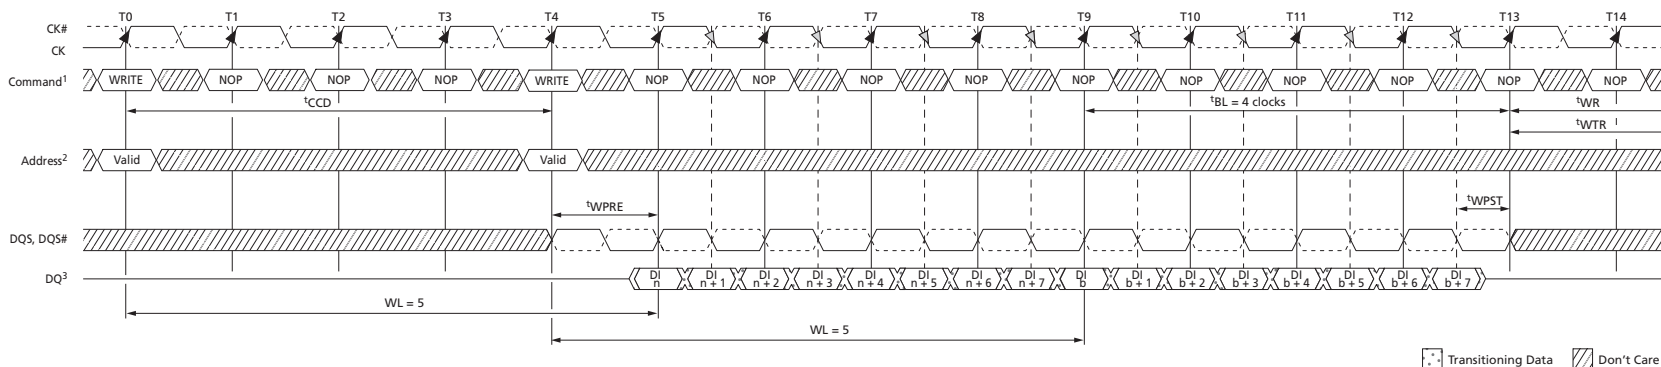 T0 T1 T2 T3 T4 T5 T6 T7 T8 T9 T10 T11 T12 T13 T14
CK#
CK
Command1 WRITE NOP NOP NOP WRITE NOP NOP NOP NOP NOP NOP NOP NOP NOP NOP
tCCD tBL = 4 clocks tWR
tWTR
Address2 Valid Valid
tWPRE tWPST
DQS, DQS#
DQ3 DI n DI n + 1 DI n + 2 DI n + 3 DI n + 4 DI n + 5 DI n + 6 DI n + 7 DI b DI b + 1 DI b + 2 DI b + 3 DI b + 4 DI b + 5 DI b + 6 DI b + 7
WL = 5
WL = 5
Transitioning Data Don't Care